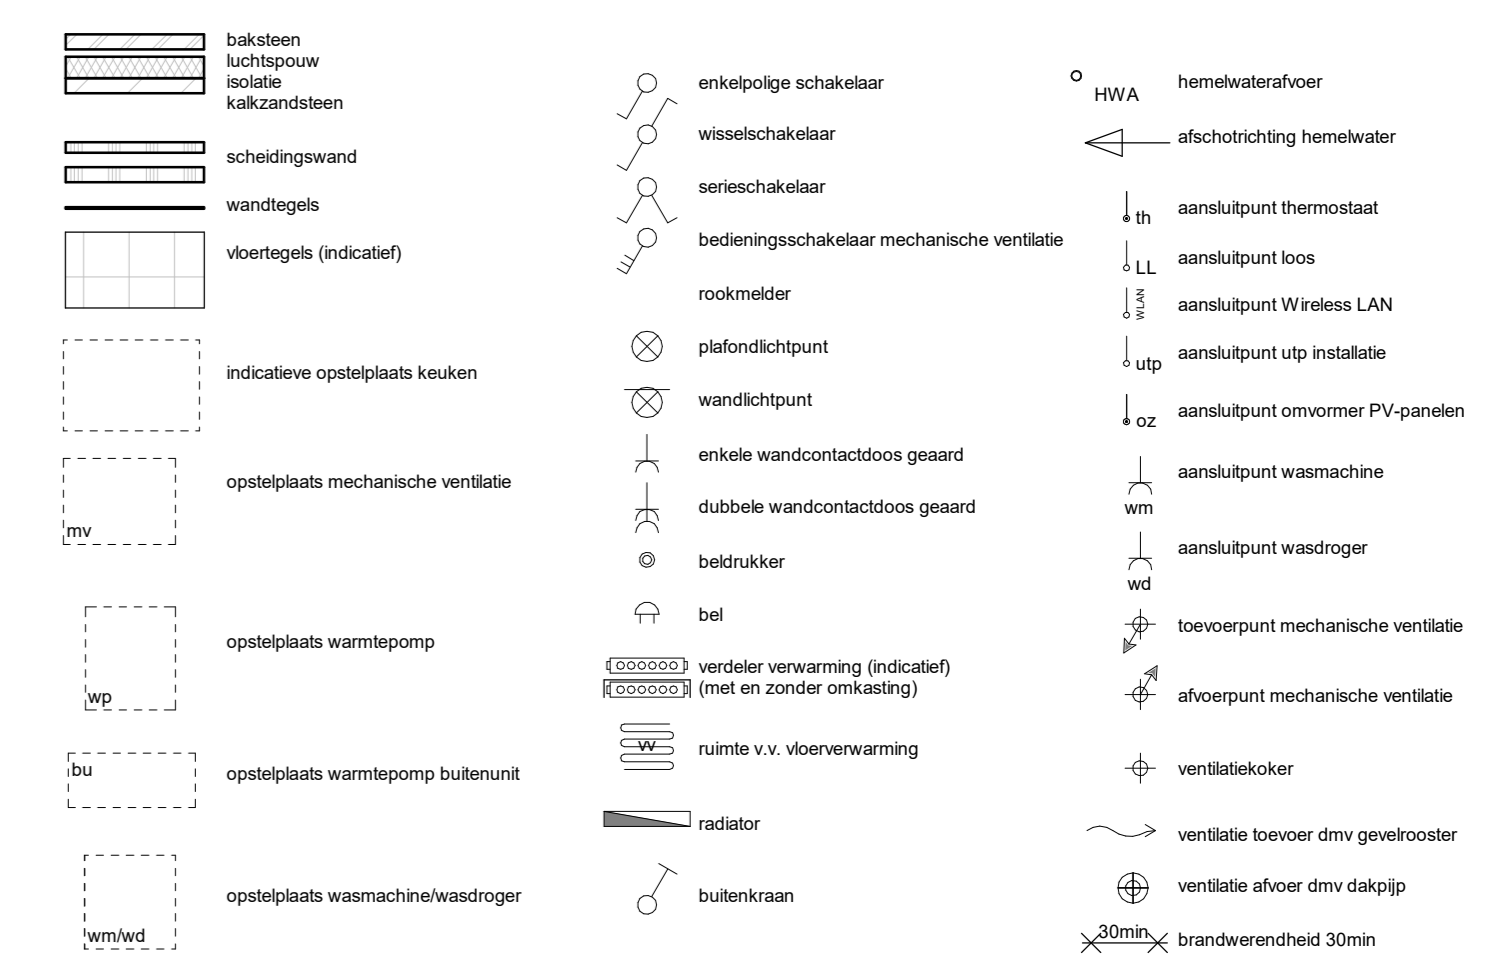 baksteen
luchtspouw
isolatie
kalkzandsteen
scheidingswand
wandtegels
vloertegels (indicatief)
indicatieve opstelplaats keuken
mv
opstelplaats mechanische ventilatie
wp
opstelplaats warmtepomp
bu
opstelplaats warmtepomp buitenunit
wm/wd
opstelplaats wasmachine/wasdroger
enkelpolige schakelaar
wisselschakelaar
serieschakelaar
bedieningsschakelaar mechanische ventilatie
rookmelder
plafondlichtpunt
wandlichtpunt
enkele wandcontactdoos geaard
dubbele wandcontactdoos geaard
beldrukker
bel
verdeler verwarming (indicatief)
(met en zonder omkasting)
vv
ruimte v.v. vloerverwarming
radiator
buitenkraan
HWA
hemelwaterafvoer
afschotrichting hemelwater
th
aansluitpunt thermostaat
LL
aansluitpunt loos
WLAN
aansluitpunt Wireless LAN
utp
aansluitpunt utp installatie
oz
aansluitpunt omvormer PV-panelen
wm
aansluitpunt wasmachine
wd
aansluitpunt wasdroger
toevoerpunt mechanische ventilatie
afvoerpunt mechanische ventilatie
ventilatiekoker
ventilatie toevoer dmv gevelrooster
ventilatie afvoer dmv dakpijp
30min
brandwerendheid 30min